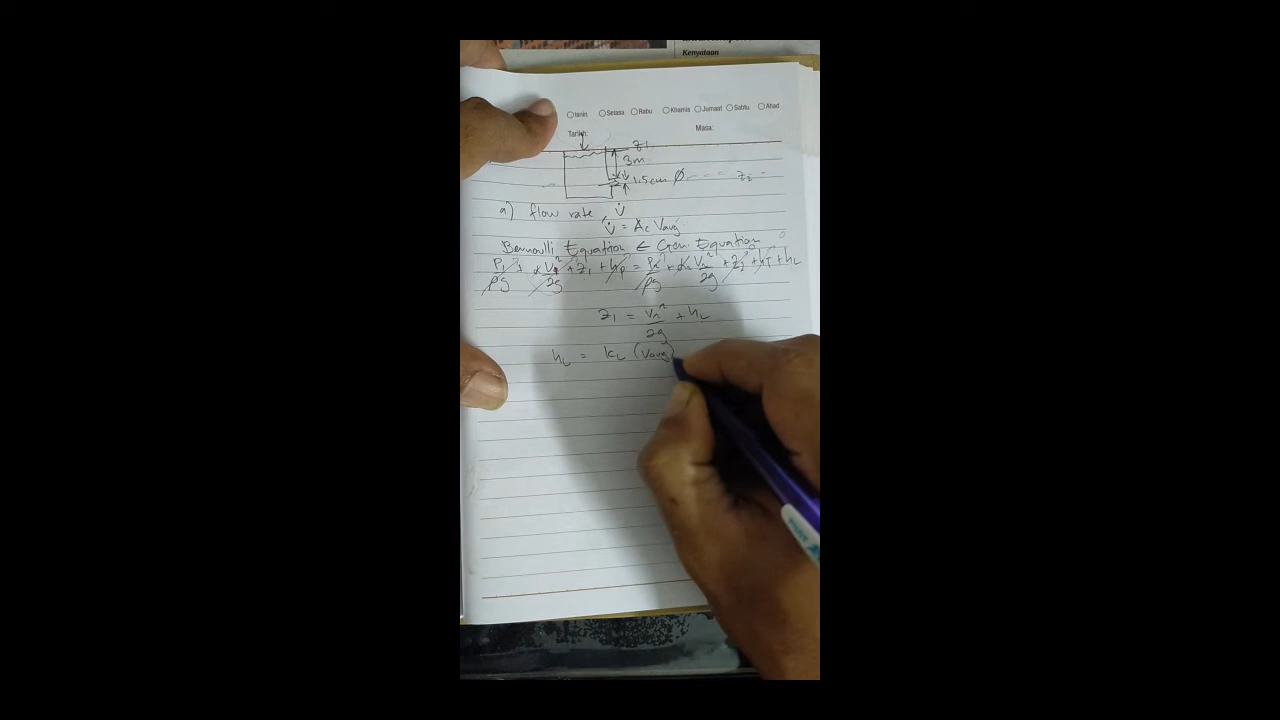 Kenyataan
Isnin Selasa Rabu Khamis Jumaat Sabtu Ahad
Tarikh: Masa:
z1
3m
1.5cm ϕ z2
a) flow rate V̇
V̇ = Ac Vavg
Bernoulli Equation ← Gen. Equation 0
P1/ρg + α V1²/2g + z1 + hp = P2/ρg + α2 V2²/2g + z2 + hT + hL
z1 = V2²/2g + hL
hL = KL (Vavg)